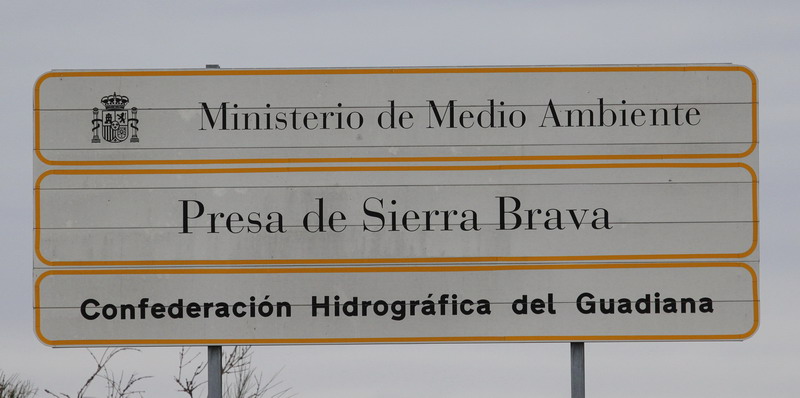 Ministerio de Medio Ambiente
Presa de Sierra Brava
Confederación Hidrográfica del Guadiana